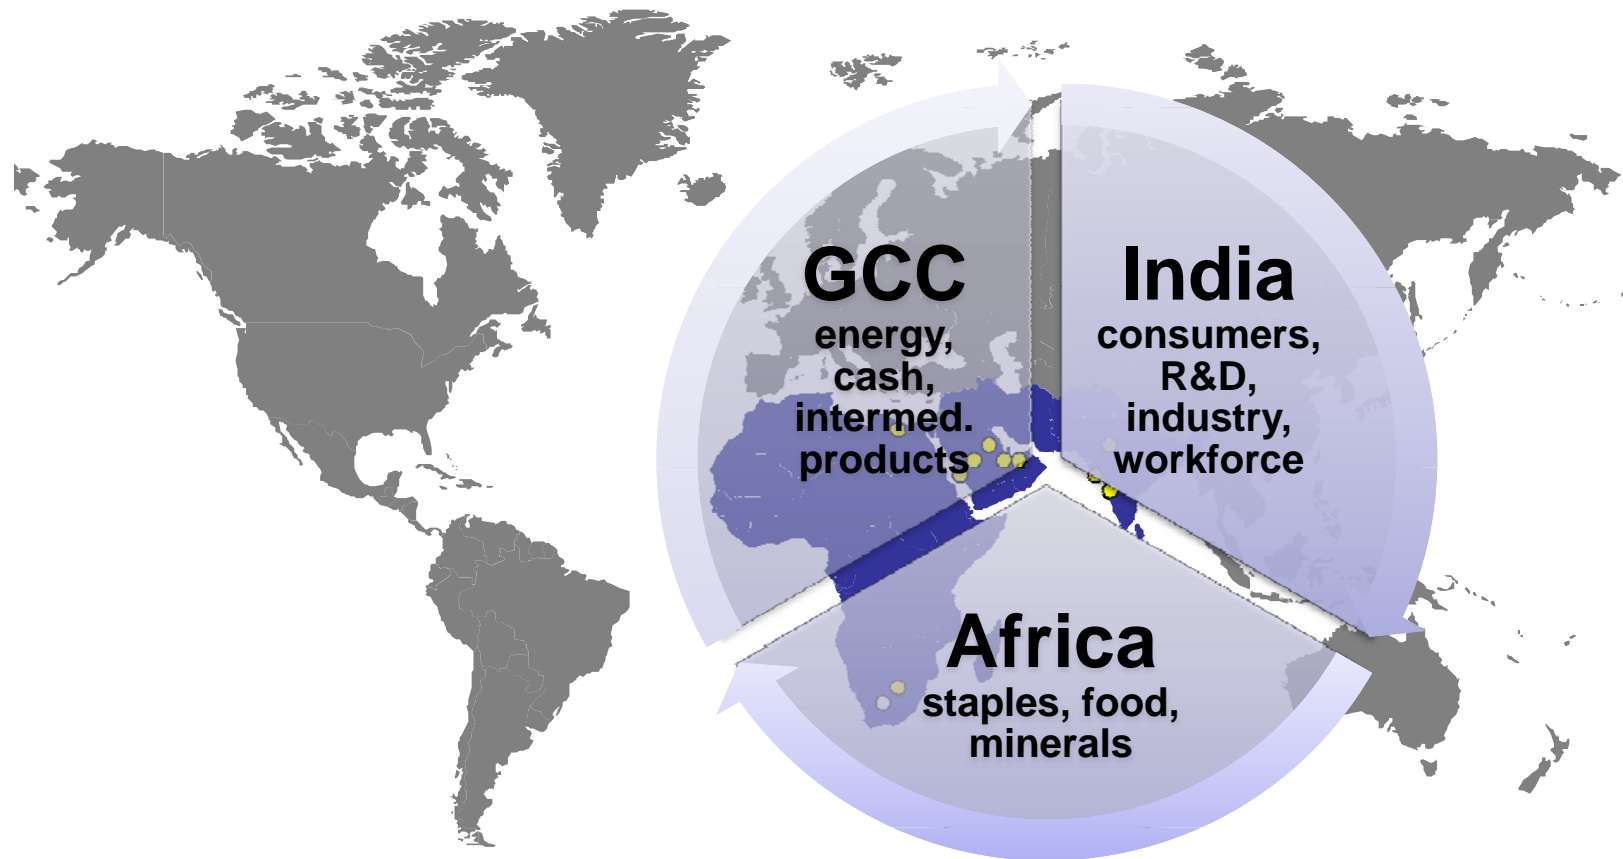 GCC
energy,
cash,
intermed.
products
India
consumers,
R&D,
industry,
workforce
Africa
staples, food,
minerals